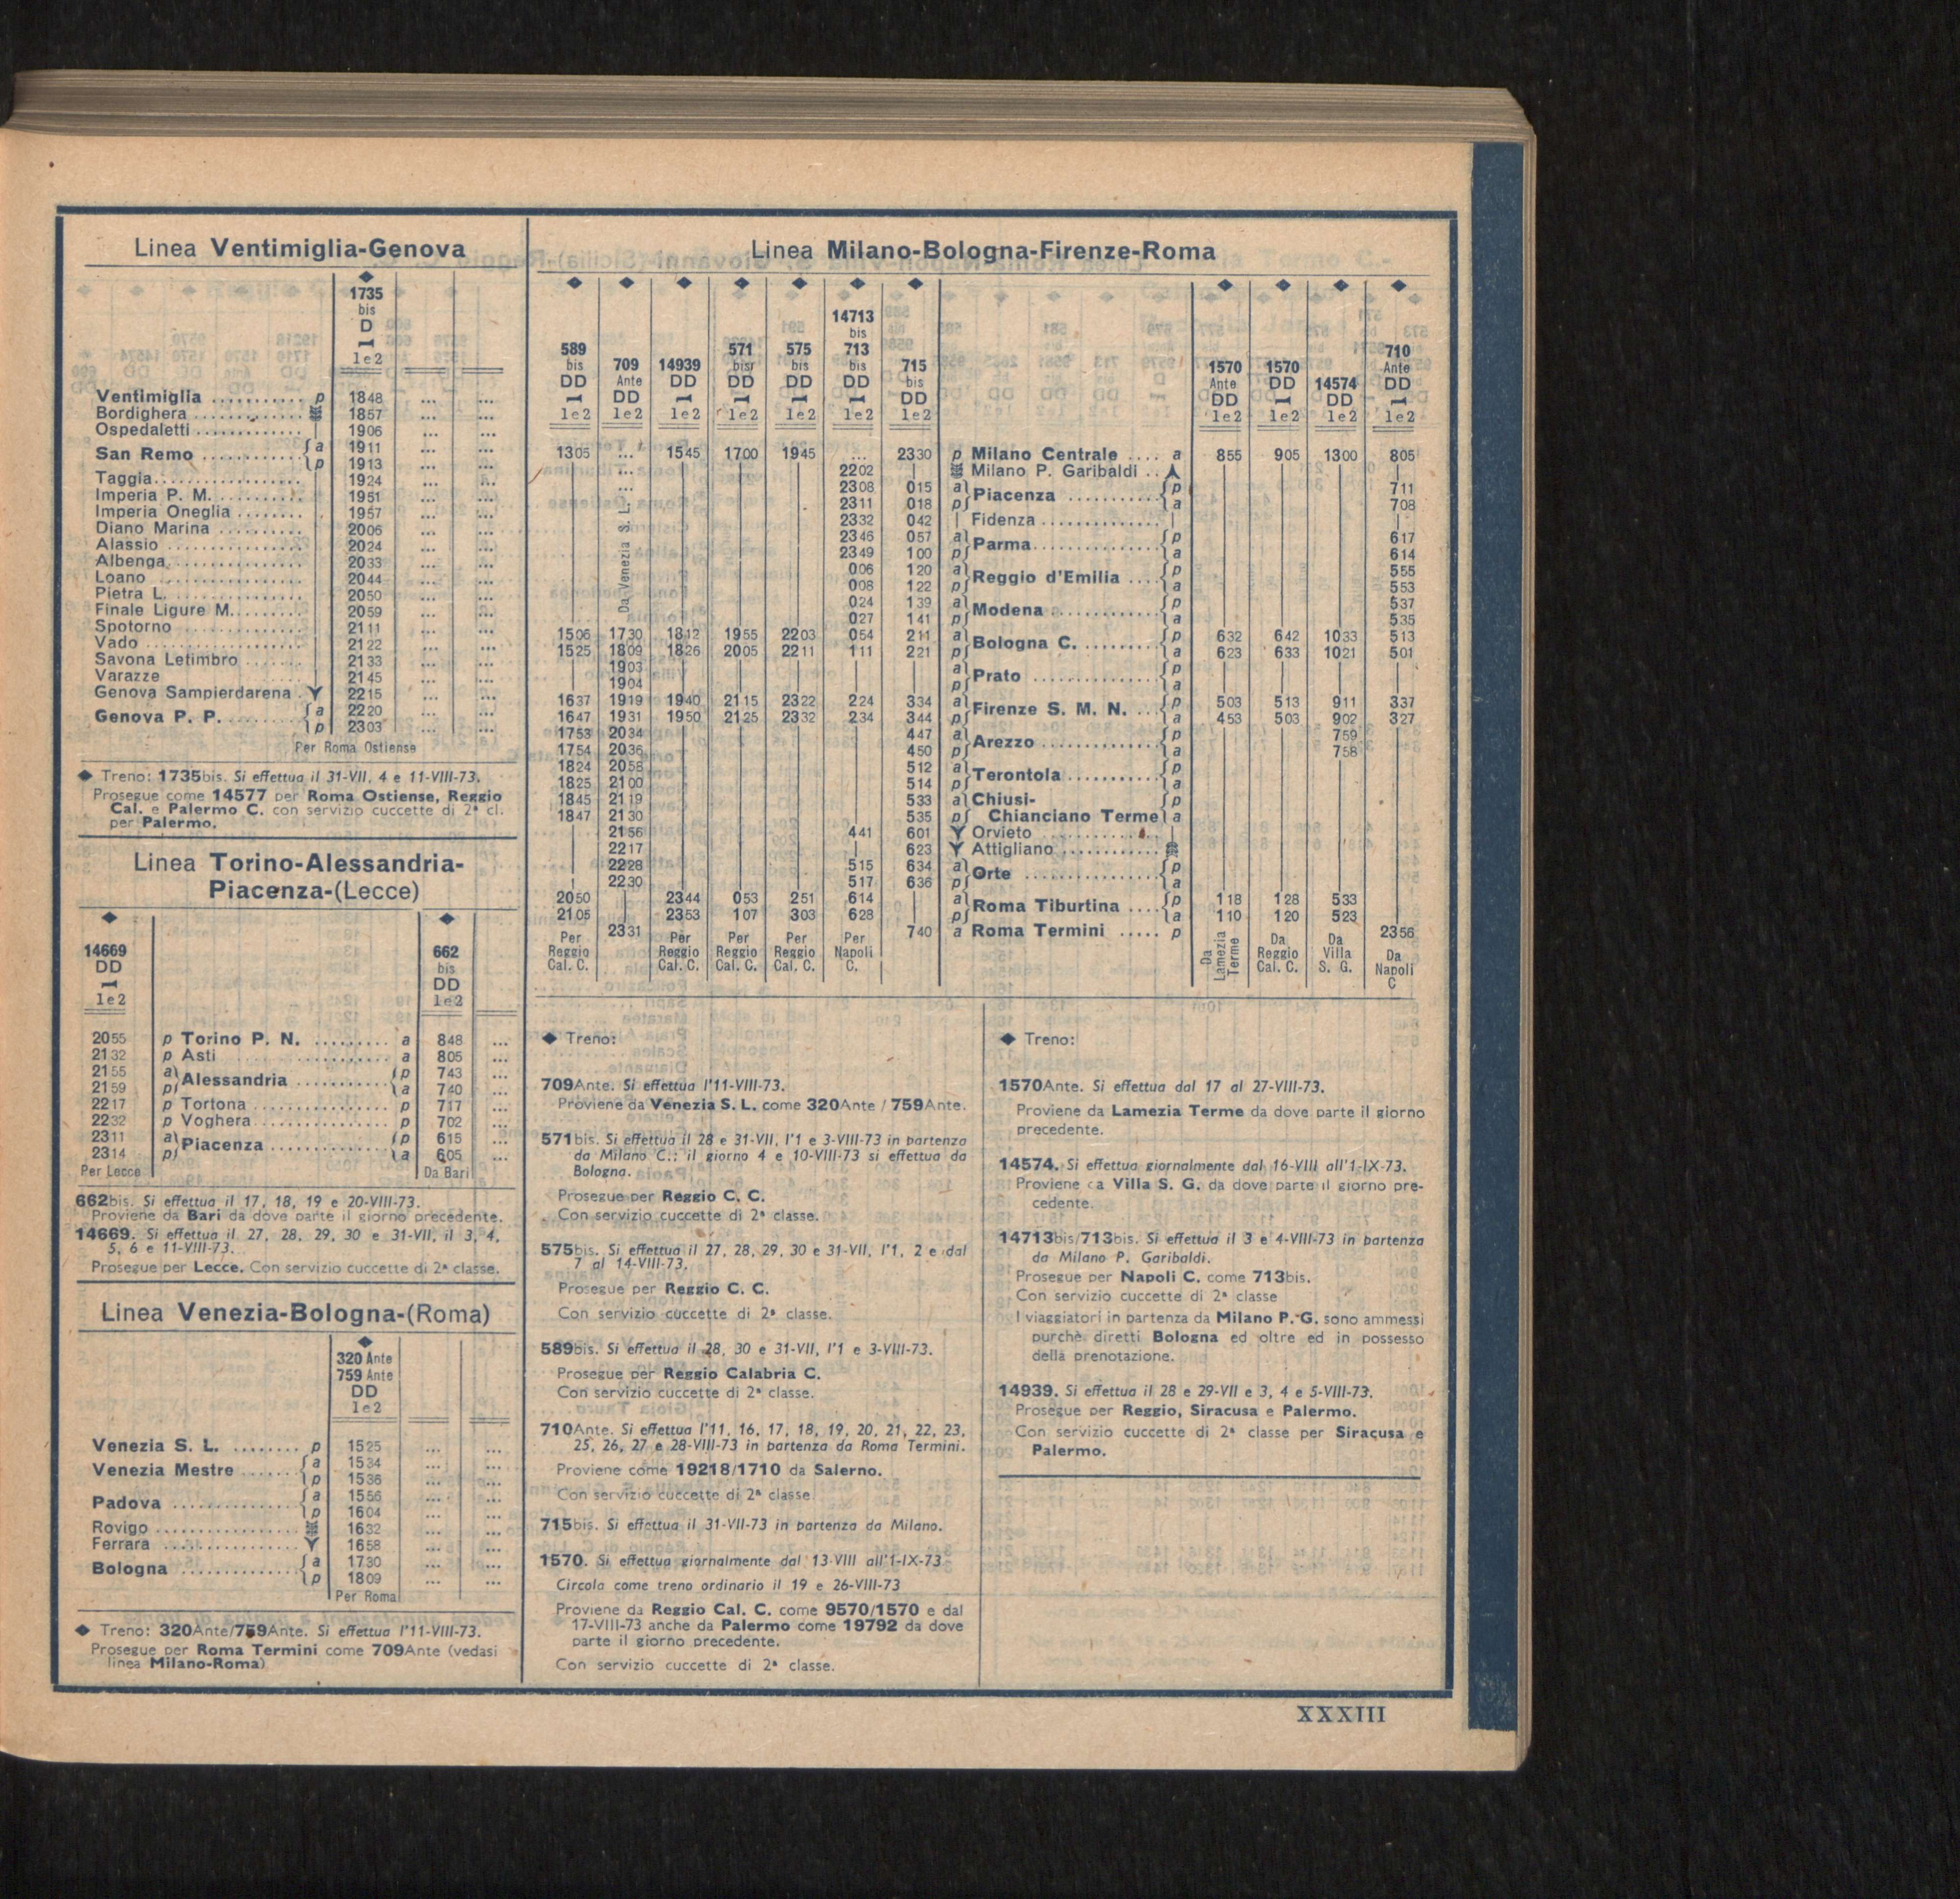 Linea Ventimiglia-Genova
◆
1735
bis
D
1e2
Ventimiglia .......... p 1848 ... ...
Bordighera ............ 1857 ... ...
Ospedaletti ............. 1906 ... ...
San Remo ........... { a 1911 ... ...
p 1913 ... ...
Taggia.................. 1924 ... ...
Imperia P. M........... 1951 ... ...
Imperia Oneglia ........ 1957 ... ...
Diano Marina .......... 2006 ... ...
Alassio ................ 2024 ... ...
Albenga................ 2033 ... ...
Loano ................. 2044 ... ...
Pietra L. ............... 2050 ... ...
Finale Ligure M........ 2059 ... ...
Spotorno .............. 2111 ... ...
Vado .................. 2122 ... ...
Savona Letimbro ....... 2133 ... ...
Varazze ............... 2145 ... ...
Genova Sampierdarena . 2215 ... ...
Genova P. P. ........ { a 2220 ... ...
p 2303 ... ...
Per Roma Ostiense
◆ Treno: 1735bis. Si effettua il 31-VII, 4 e 11-VIII-73.
Prosegue come 14577 per Roma Ostiense, Reggio
Cal. e Palermo C. con servizio cuccette di 2ª cl.
per Palermo.
Linea Torino-Alessandria-
Piacenza-(Lecce)
◆ ◆
14669 662
DD bis
DD
1e2 1e2
2055 p Torino P. N. ......... a 848 ...
2132 p Asti ............ a 805 ...
2155 a Alessandria ........... p 743 ...
2159 p a 740 ...
2217 p Tortona ................ p 717 ...
2232 p Voghera ................ p 702 ...
2311 a Piacenza .............. p 615 ...
2314 p a 605 ...
Per Lecce Da Bari
662bis. Si effettua il 17, 18, 19 e 20-VIII-73.
Proviene da Bari da dove parte il giorno precedente.
14669. Si effettua il 27, 28, 29, 30 e 31-VII, il 3, 4,
5, 6 e 11-VIII-73.
Prosegue per Lecce. Con servizio cuccette di 2ª classe.
Linea Venezia-Bologna-(Roma)
◆
320 Ante
759 Ante
DD
1e2
Venezia S. L. ........ p 1525 ... ...
Venezia Mestre ...... { a 1534 ... ...
p 1536 ... ...
Padova .............. { a 1556 ... ...
p 1604 ... ...
Rovigo .................. 1632 ... ...
Ferrara ................ 1658 ... ...
Bologna ............. { a 1730 ... ...
p 1809 ... ...
Per Roma
◆ Treno: 320Ante/759Ante. Si effettua l'11-VIII-73.
Prosegue per Roma Termini come 709Ante (vedasi
linea Milano-Roma)
Linea Milano-Bologna-Firenze-Roma
◆ ◆ ◆ ◆ ◆ ◆ ◆ ◆ ◆ ◆ ◆
14713
bis
589 571 575 713 710
bis 709 14939 bis bis bis 715 1570 1570 Ante
DD Ante DD DD DD DD bis Ante DD 14574 DD
DD DD DD DD
1e2 1e2 1e2 1e2 1e2 1e2 1e2 1e2 1e2 1e2 1e2
1305 ... 1545 1700 1945 ... 2330 p Milano Centrale .... a 855 905 1300 805
... 2202 | Milano P. Garibaldi ..
... 2308 015 a Piacenza ........... p 711
2311 018 p a 708
2332 042 | Fidenza .............. |
2346 057 a Parma............... p 617
2349 100 p a 614
006 120 a Reggio d'Emilia .... p 555
008 122 p a 553
024 139 a Modena ............ p 537
027 141 p a 535
Da Venezia S. L.
1506 1730 1812 1955 2203 054 211 a Bologna C. ......... p 632 642 1033 513
1525 1809 1826 2005 2211 111 221 p a 623 633 1021 501
1903 a Prato .............. p
1904 p a
1637 1919 1940 2115 2322 224 334 a Firenze S. M. N. ... p 503 513 911 337
1647 1931 1950 2125 2332 234 344 p a 453 503 902 327
1753 2034 447 a Arezzo ............. p 759
1754 2036 450 p a 758
1824 2058 512 a Terontola .......... p
1825 2100 514 p a
1845 2119 533 a Chiusi- p
1847 2130 535 p Chianciano Terme a
2156 441 601 Orvieto ............
2217 | 623 Attigliano ............
2228 515 634 a Orte ............... p
2230 517 636 p a
2050 2344 053 251 614 a Roma Tiburtina .... p 118 128 533
2105 2353 107 303 628 p a 110 120 523
2331 740 a Roma Termini ..... p 2356
Per Reggio Cal. C. Per Reggio Cal. C. Per Reggio Cal. C. Per Reggio Cal. C. Per Napoli C. Da Lamezia Terme Da Reggio Cal. C. Da Villa S. G. Da Napoli C
◆ Treno:
709Ante. Si effettua l'11-VIII-73.
Proviene da Venezia S. L. come 320Ante / 759Ante.
571bis. Si effettua il 28 e 31-VII, l'1 e 3-VIII-73 in partenza
da Milano C.; il giorno 4 e 10-VIII-73 si effettua da
Bologna.
Prosegue per Reggio C. C.
Con servizio cuccette di 2ª classe.
575bis. Si effettua il 27, 28, 29, 30 e 31-VII, l'1, 2 e dal
7 al 14-VIII-73.
Prosegue per Reggio C. C.
Con servizio cuccette di 2ª classe.
589bis. Si effettua il 28, 30 e 31-VII, l'1 e 3-VIII-73.
Prosegue per Reggio Calabria C.
Con servizio cuccette di 2ª classe.
710Ante. Si effettua l'11, 16, 17, 18, 19, 20, 21, 22, 23,
25, 26, 27 e 28-VIII-73 in partenza da Roma Termini.
Proviene come 19218/1710 da Salerno.
Con servizio cuccette di 2ª classe.
715bis. Si effettua il 31-VII-73 in partenza da Milano.
1570. Si effettua giornalmente dal 13-VIII all'1-IX-73
Circola come treno ordinario il 19 e 26-VIII-73
Proviene da Reggio Cal. C. come 9570/1570 e dal
17-VIII-73 anche da Palermo come 19792 da dove
parte il giorno precedente.
Con servizio cuccette di 2ª classe.
◆ Treno:
1570Ante. Si effettua dal 17 al 27-VIII-73.
Proviene da Lamezia Terme da dove parte il giorno
precedente.
14574. Si effettua giornalmente dal 16-VIII all'1-IX-73.
Proviene ca Villa S. G. da dove parte il giorno pre-
cedente.
14713bis/713bis. Si effettua il 3 e 4-VIII-73 in partenza
da Milano P. Garibaldi.
Prosegue per Napoli C. come 713bis.
Con servizio cuccette di 2ª classe
I viaggiatori in partenza da Milano P. G. sono ammessi
purchè diretti Bologna ed oltre ed in possesso
della prenotazione.
14939. Si effettua il 28 e 29-VII e 3, 4 e 5-VIII-73.
Prosegue per Reggio, Siracusa e Palermo.
Con servizio cuccette di 2ª classe per Siracusa e
Palermo.
XXXIII